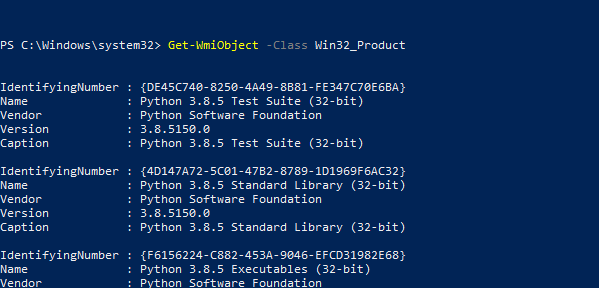 PS C:\Windows\system32> Get-WmiObject -Class Win32_Product
IdentifyingNumber : {DE45C740-8250-4A49-8B81-FE347C70E6BA}
Name              : Python 3.8.5 Test Suite (32-bit)
Vendor            : Python Software Foundation
Version           : 3.8.5150.0
Caption           : Python 3.8.5 Test Suite (32-bit)
IdentifyingNumber : {4D147A72-5C01-47B2-8789-1D1969F6AC32}
Name              : Python 3.8.5 Standard Library (32-bit)
Vendor            : Python Software Foundation
Version           : 3.8.5150.0
Caption           : Python 3.8.5 Standard Library (32-bit)
IdentifyingNumber : {F6156224-C882-453A-9046-EFCD31982E68}
Name              : Python 3.8.5 Executables (32-bit)
Vendor            : Python Software Foundation